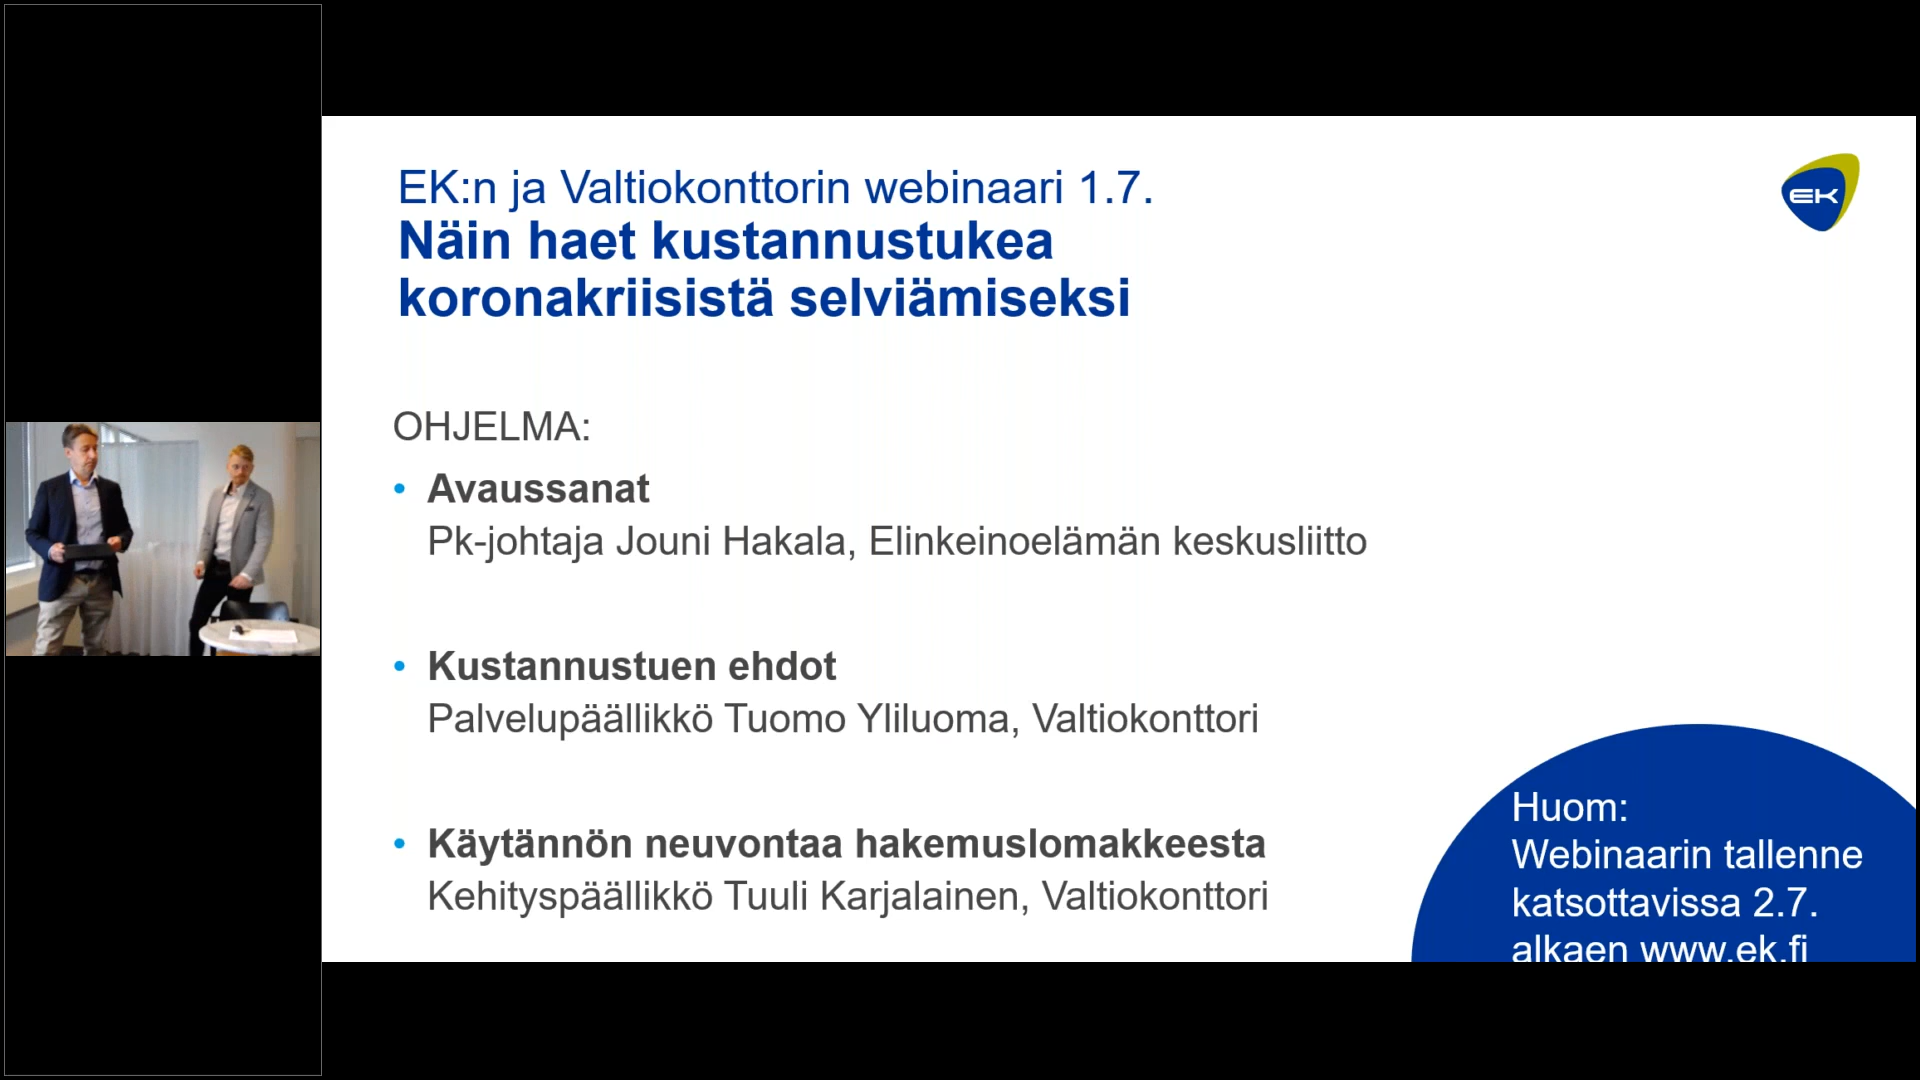 EK:n ja Valtiokonttorin webinaari 1.7.
Näin haet kustannustukea
koronakriisistä selviämiseksi
EK
OHJELMA:
• Avaussanat
Pk-johtaja Jouni Hakala, Elinkeinoelämän keskusliitto
• Kustannustuen ehdot
Palvelupäällikkö Tuomo Yliluoma, Valtiokonttori
• Käytännön neuvontaa hakemuslomakkeesta
Kehityspäällikkö Tuuli Karjalainen, Valtiokonttori
Huom:
Webinaarin tallenne
katsottavissa 2.7.
alkaen www.ek.fi